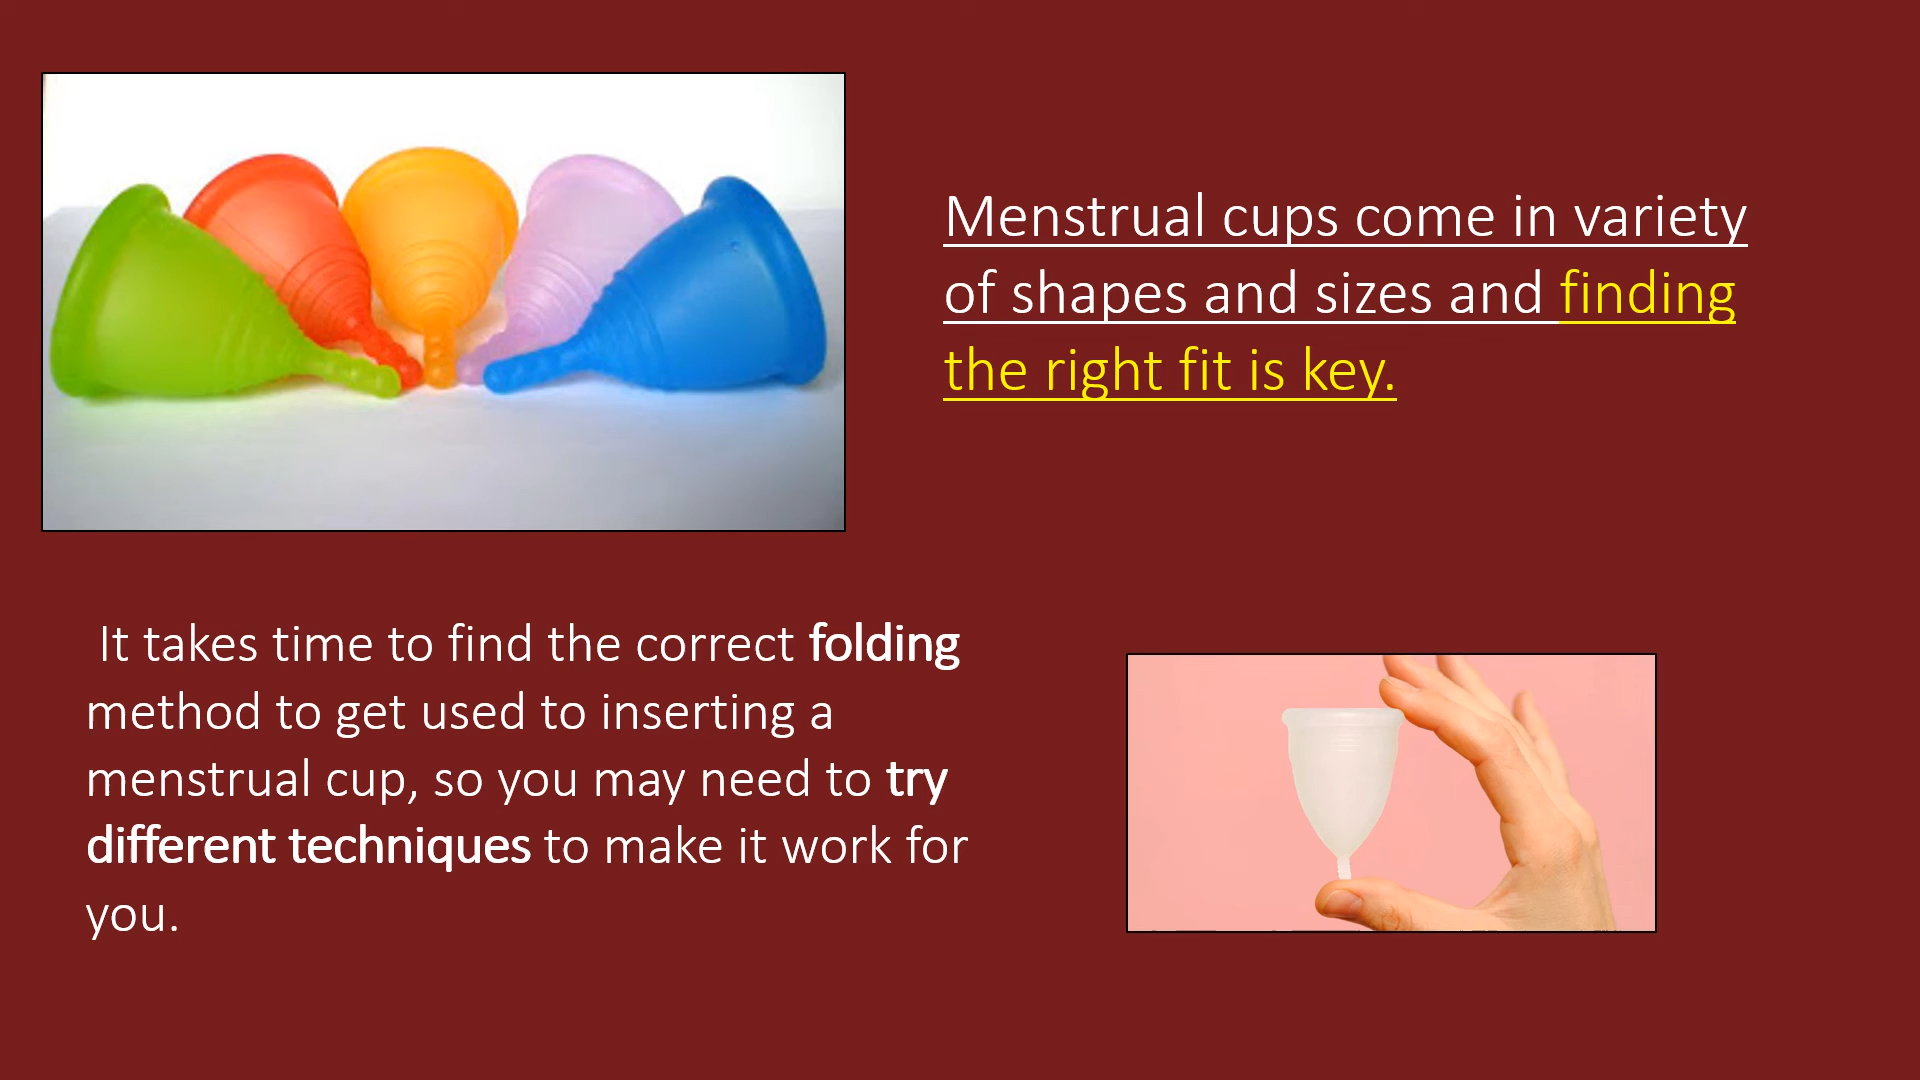 Menstrual cups come in variety
of shapes and sizes and finding
the right fit is key.
It takes time to find the correct folding
method to get used to inserting a
menstrual cup, so you may need to try
different techniques to make it work for
you.